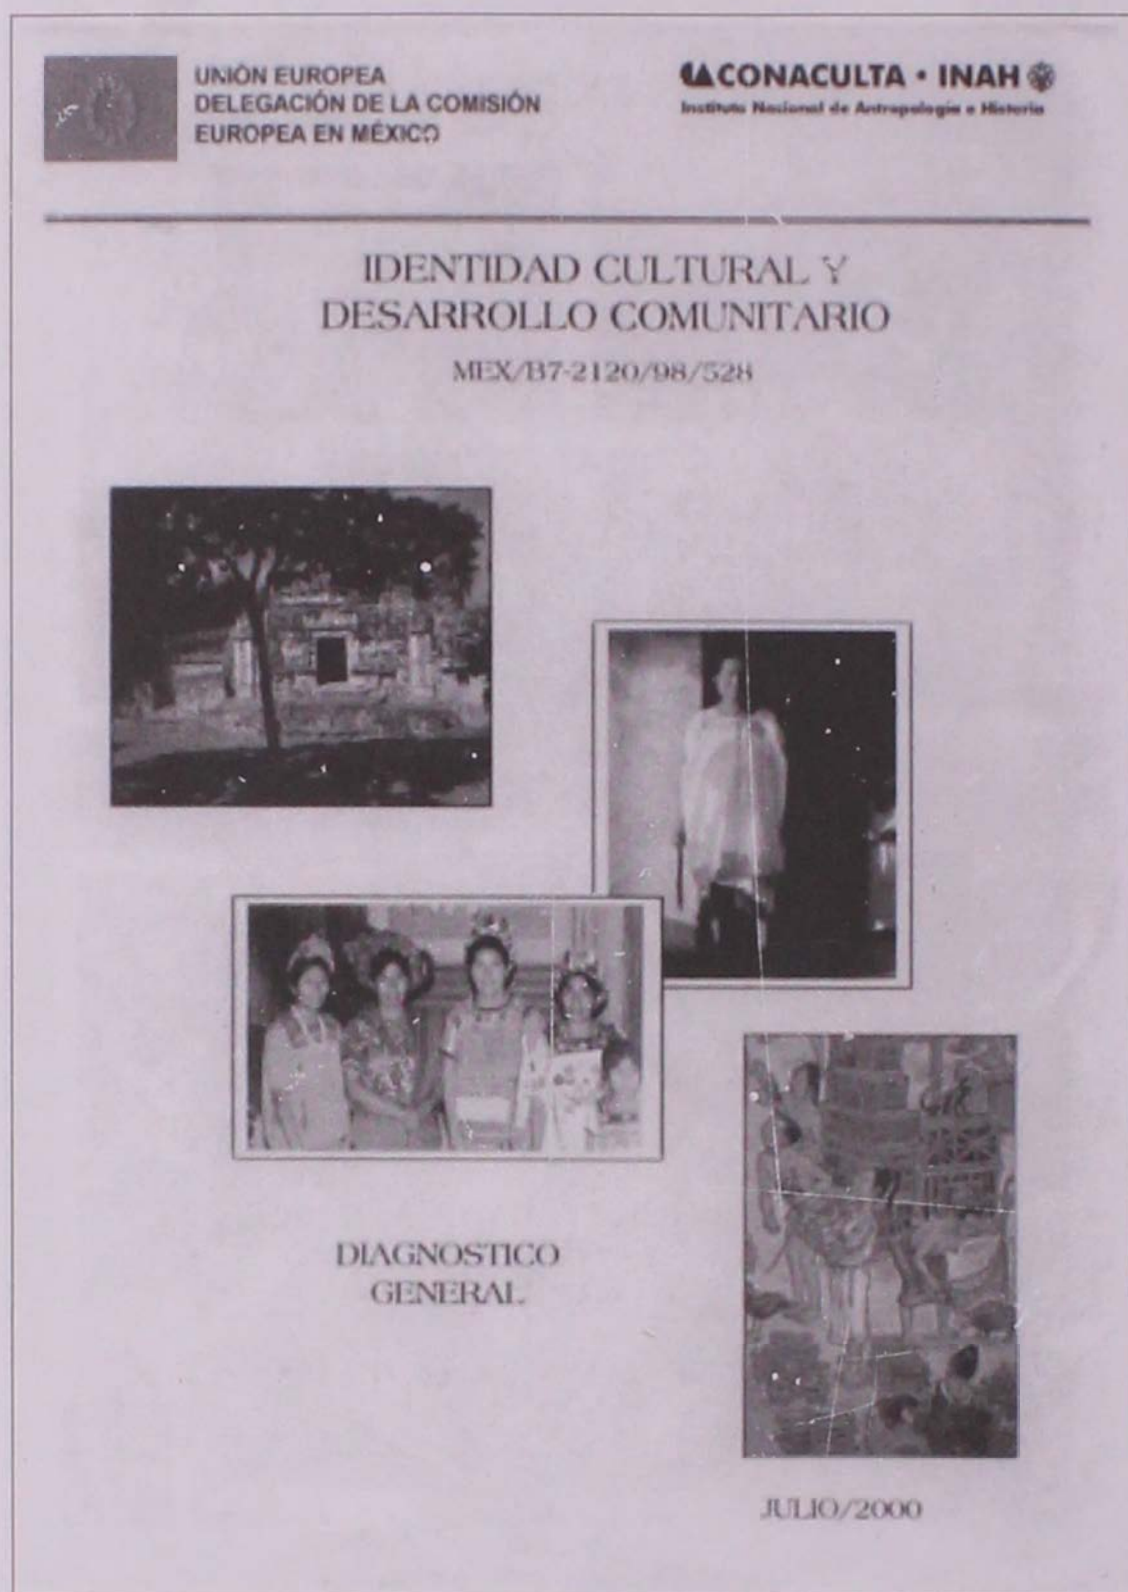 UNIÓN EUROPEA
DELEGACIÓN DE LA COMISIÓN
EUROPEA EN MÉXICO
CONACULTA • INAH
Instituto Nacional de Antropología e Historia
IDENTIDAD CULTURAL Y
DESARROLLO COMUNITARIO
MEX/B7-2120/98/528
DIAGNOSTICO
GENERAL
JULIO/2000